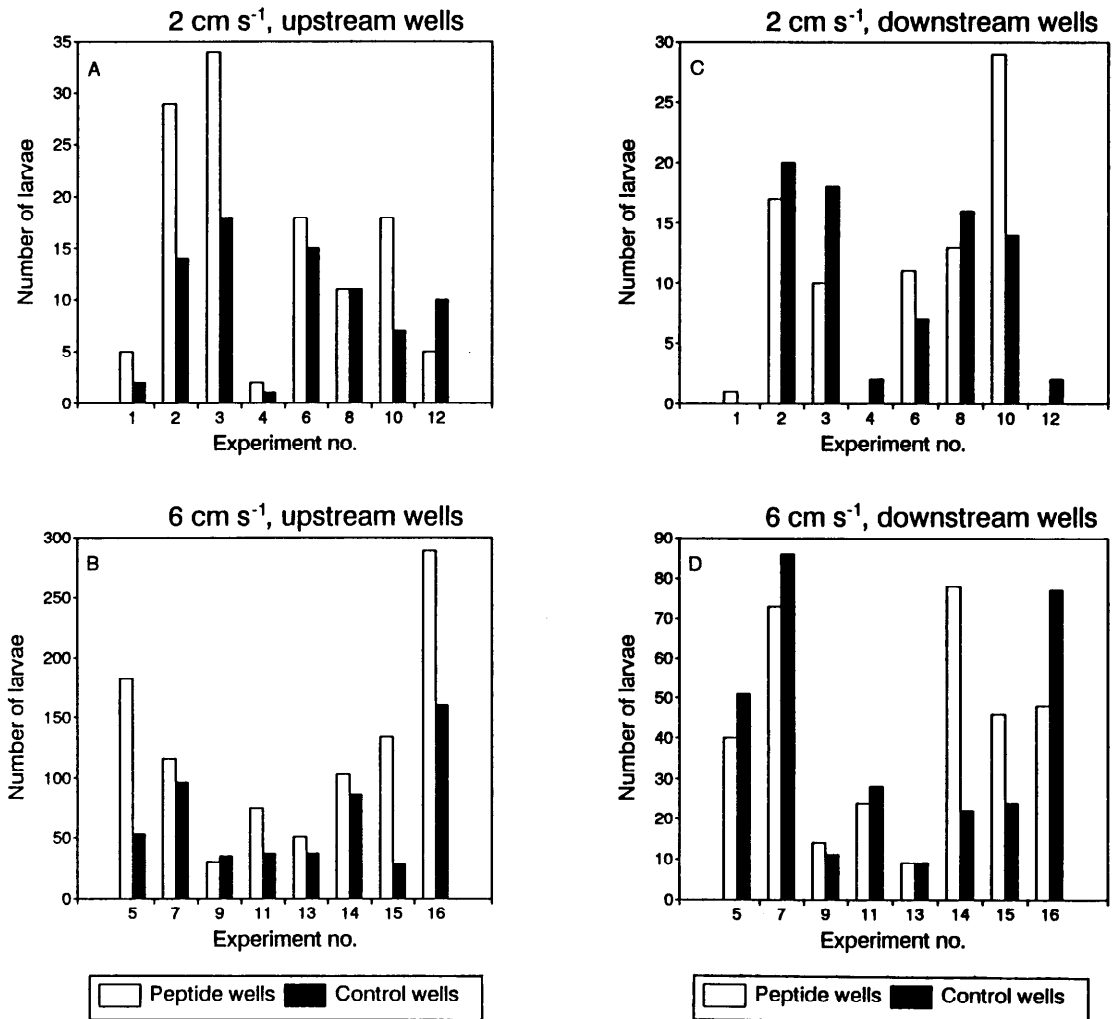 2 cm s-1, upstream wells
A
35
30
25
20
15
10
5
0
Number of larvae
1 2 3 4 6 8 10 12
Experiment no.
2 cm s-1, downstream wells
C
30
25
20
15
10
5
0
Number of larvae
1 2 3 4 6 8 10 12
Experiment no.
6 cm s-1, upstream wells
B
300
250
200
150
100
50
0
Number of larvae
5 7 9 11 13 14 15 16
Experiment no.
6 cm s-1, downstream wells
D
90
80
70
60
50
40
30
20
10
0
Number of larvae
5 7 9 11 13 14 15 16
Experiment no.
Peptide wells Control wells
Peptide wells Control wells